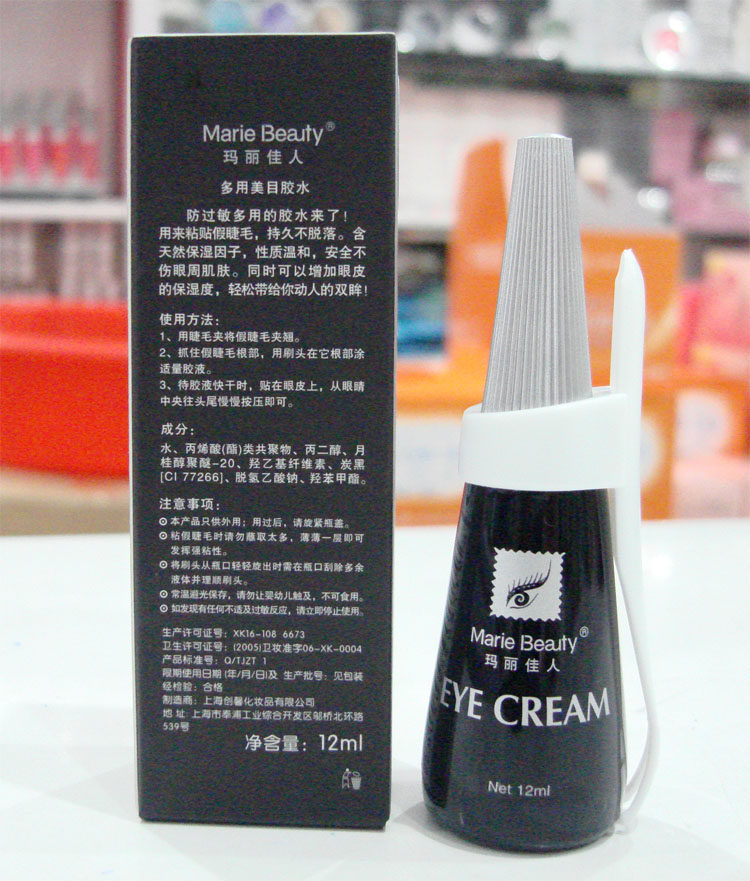 Marie Beauty®
玛丽佳人
多用美目胶水
防过敏多用的胶水来了！
用来粘贴假睫毛，持久不脱落。含
天然保湿因子，性质温和，安全不
伤眼周肌肤。同时可以增加眼皮
的保湿度，轻松带给你动人的双眸！
使用方法：
1、用睫毛夹将假睫毛夹翘。
2、抓住假睫毛根部，用刷头在它根部涂
适量胶液。
3、待胶液快干时，贴在眼皮上，从眼睛
中央往头尾慢慢按压即可。
成分：
水、丙烯酸(酯)类共聚物、丙二醇、月
桂醇聚醚-20、羟乙基纤维素、炭黑
[CI 77266]、脱氢乙酸钠、羟苯甲酯。
注意事项：
本产品只供外用；用过后，请旋紧瓶盖。
粘假睫毛时请勿蘸取太多，薄薄一层即可
发挥强粘性。
将刷头从瓶口轻轻旋出时需在瓶口刮除多余
液体并理顺刷头。
常温避光保存，请勿让婴幼儿触及，不可食用。
如发现有任何不适及过敏反应，请立即停止使用。
生产许可证号：XK16-108 6673
卫生许可证号：(2005)卫妆准字06-XK-0004
产品标准号：Q/TJZT 1
限期使用日期(年/月/日)及 生产批号：见包装
经检验：合格
制造商：上海创馨化妆品有限公司
地 址：上海市奉浦工业综合开发区邬桥北环路
539号
净含量：12ml
Marie Beauty®
玛丽佳人
EYE CREAM
Net 12ml